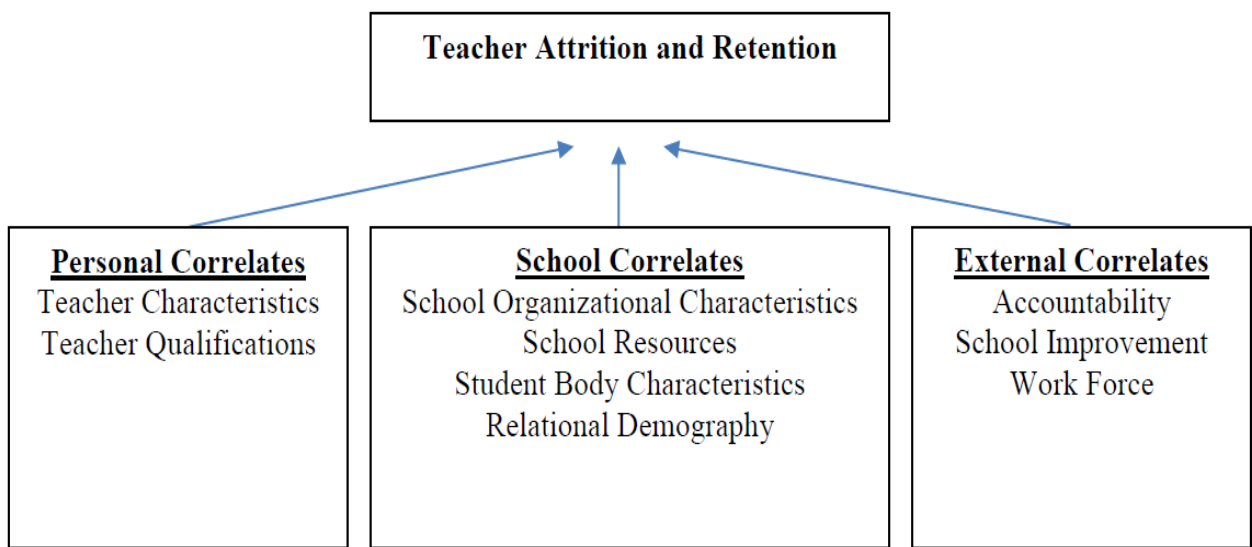 Teacher Attrition and Retention
Personal Correlates
Teacher Characteristics
Teacher Qualifications
School Correlates
School Organizational Characteristics
School Resources
Student Body Characteristics
Relational Demography
External Correlates
Accountability
School Improvement
Work Force